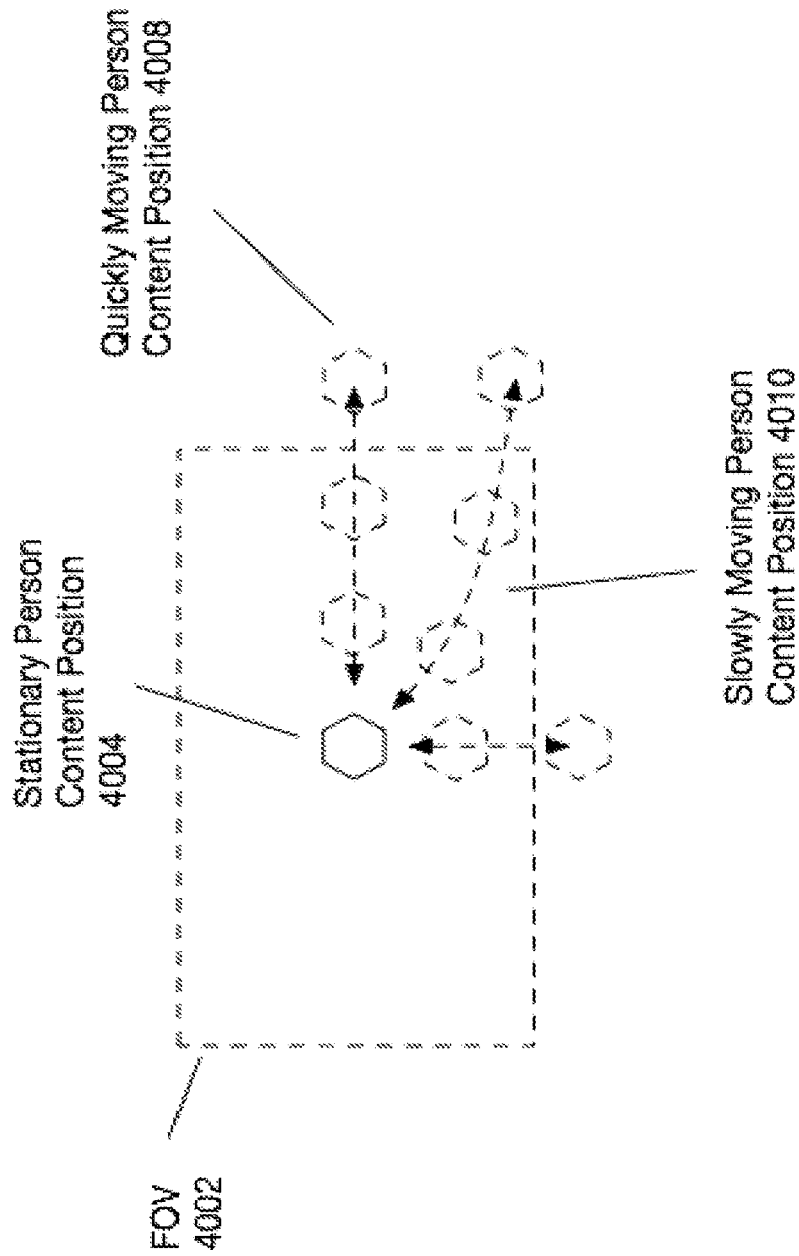 FOV
4002
Stationary Person
Content Position
4004
Quickly Moving Person
Content Position 4008
Slowly Moving Person
Content Position 4010